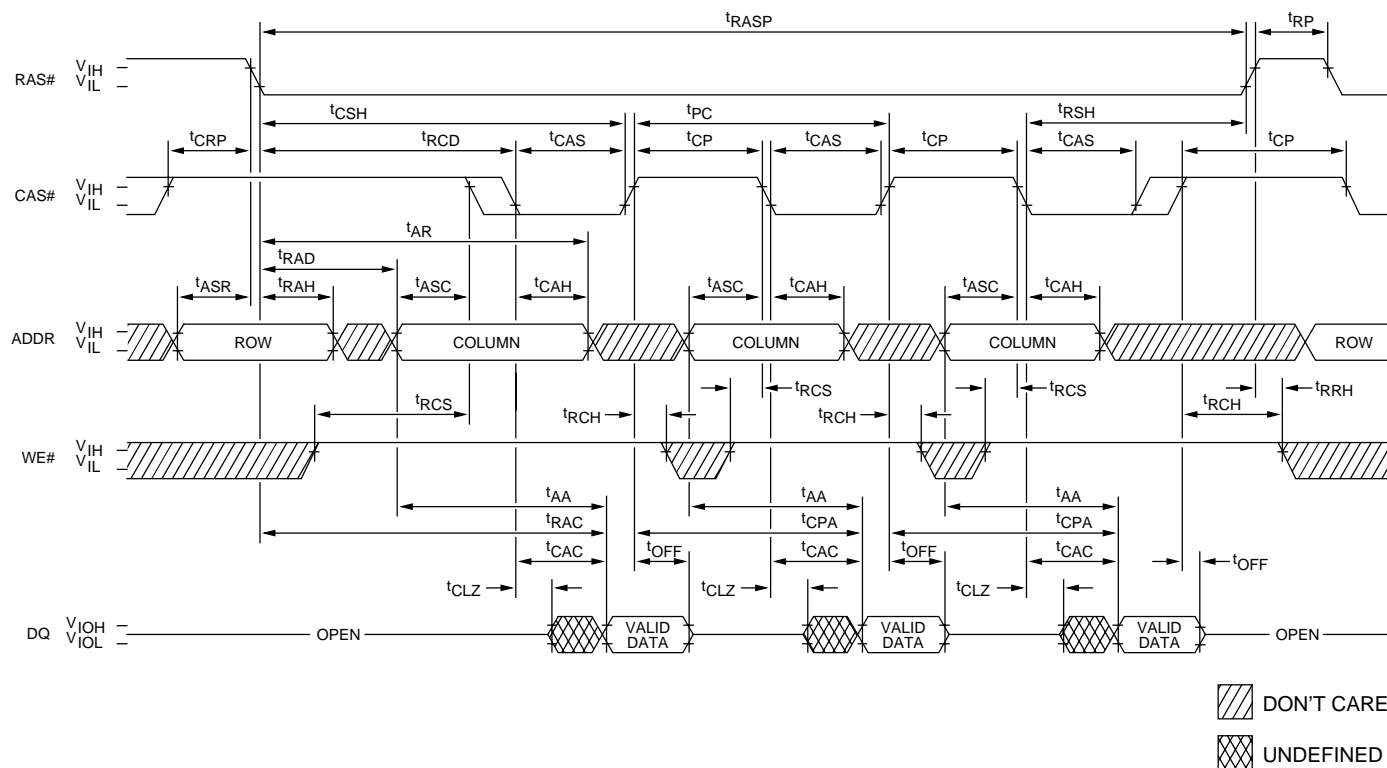 tRASP tRP
RAS# VIH
VIL
tCSH tPC tRSH
tCRP tRCD tCAS tCP tCAS tCP tCAS tCP
CAS# VIH
VIL
tAR
tRAD
tASR tRAH tASC tCAH tASC tCAH tASC tCAH
ADDR VIH
VIL
ROW COLUMN COLUMN COLUMN ROW
tRCS tRCH tRCS tRCH tRCS tRCH tRRH
WE# VIH
VIL
tAA tAA tAA
tRAC tCPA tCPA
tCAC tOFF tCAC tOFF tCAC tOFF
tCLZ tCLZ tCLZ
DQ VIOH
VIOL
OPEN VALID DATA VALID DATA VALID DATA OPEN
DON'T CARE
UNDEFINED